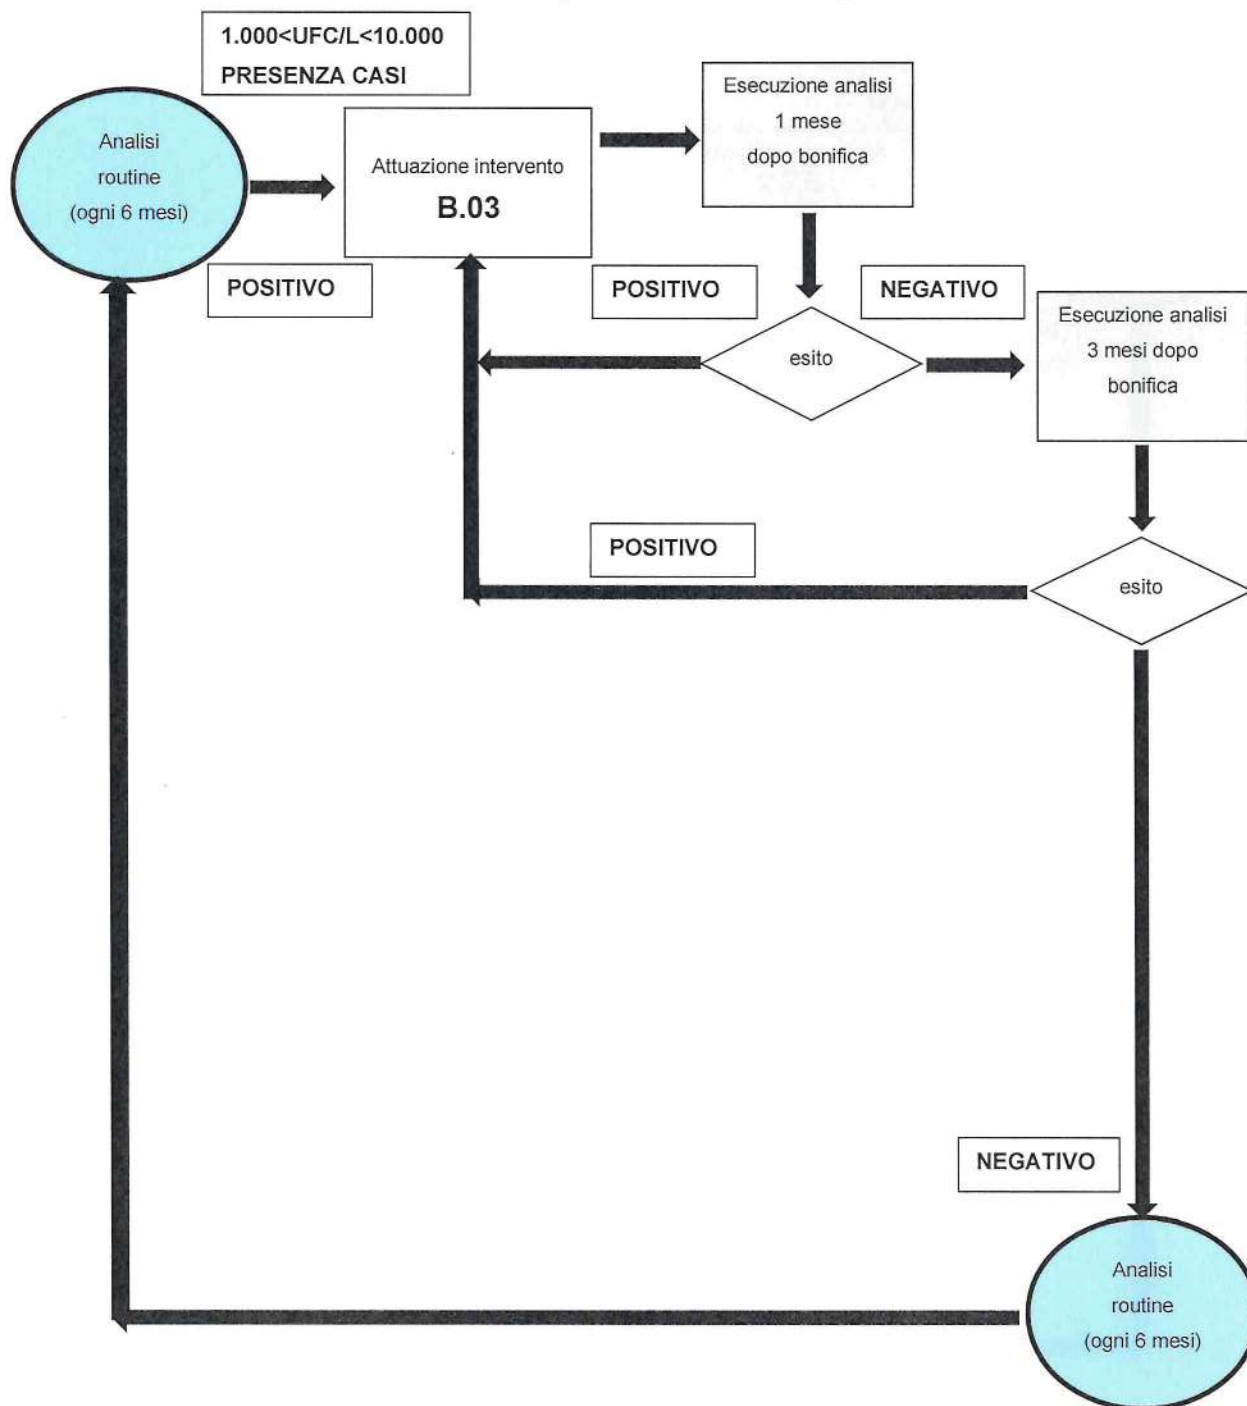 1.000<UFC/L<10.000
PRESENZA CASI
Analisi
routine
(ogni 6 mesi)
Attuazione intervento
B.03
Esecuzione analisi
1 mese
dopo bonifica
POSITIVO
POSITIVO
NEGATIVO
esito
Esecuzione analisi
3 mesi dopo
bonifica
POSITIVO
esito
NEGATIVO
Analisi
routine
(ogni 6 mesi)